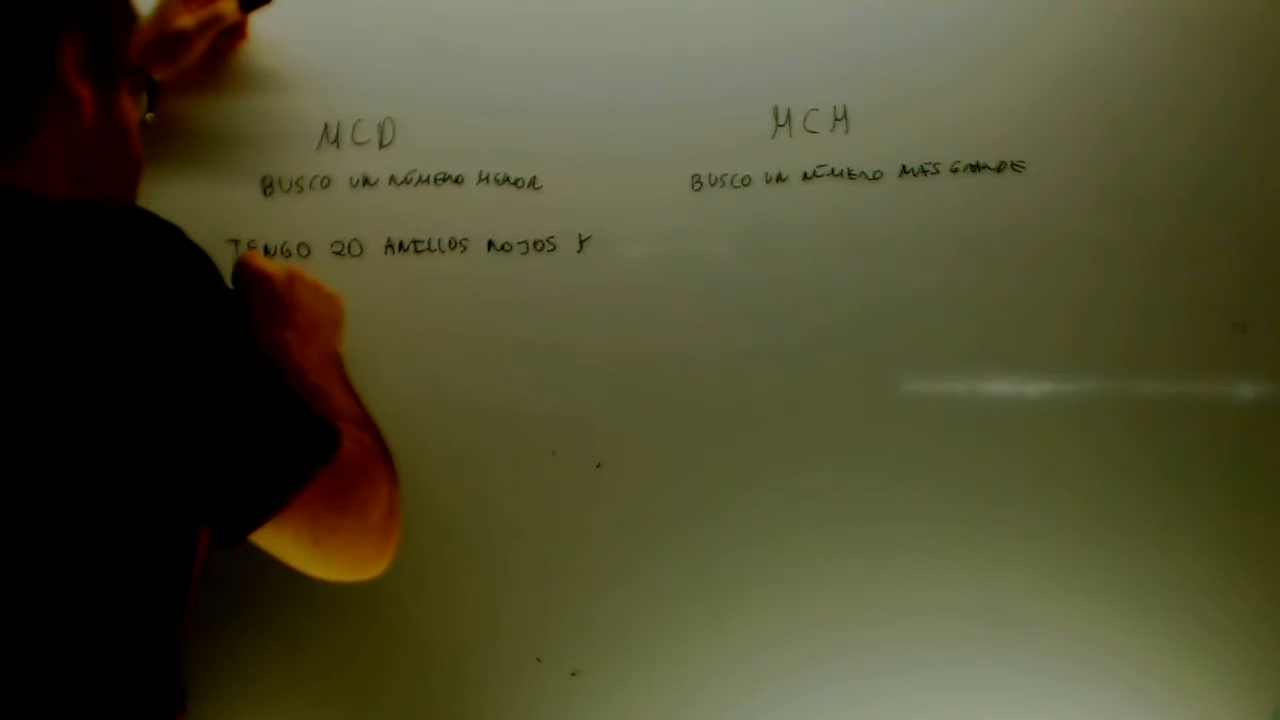 MCD
BUSCO UN NÚMERO MENOR
TENGO 20 ANILLOS ROJOS Y
MCM
BUSCO UN NÚMERO MÁS GRANDE